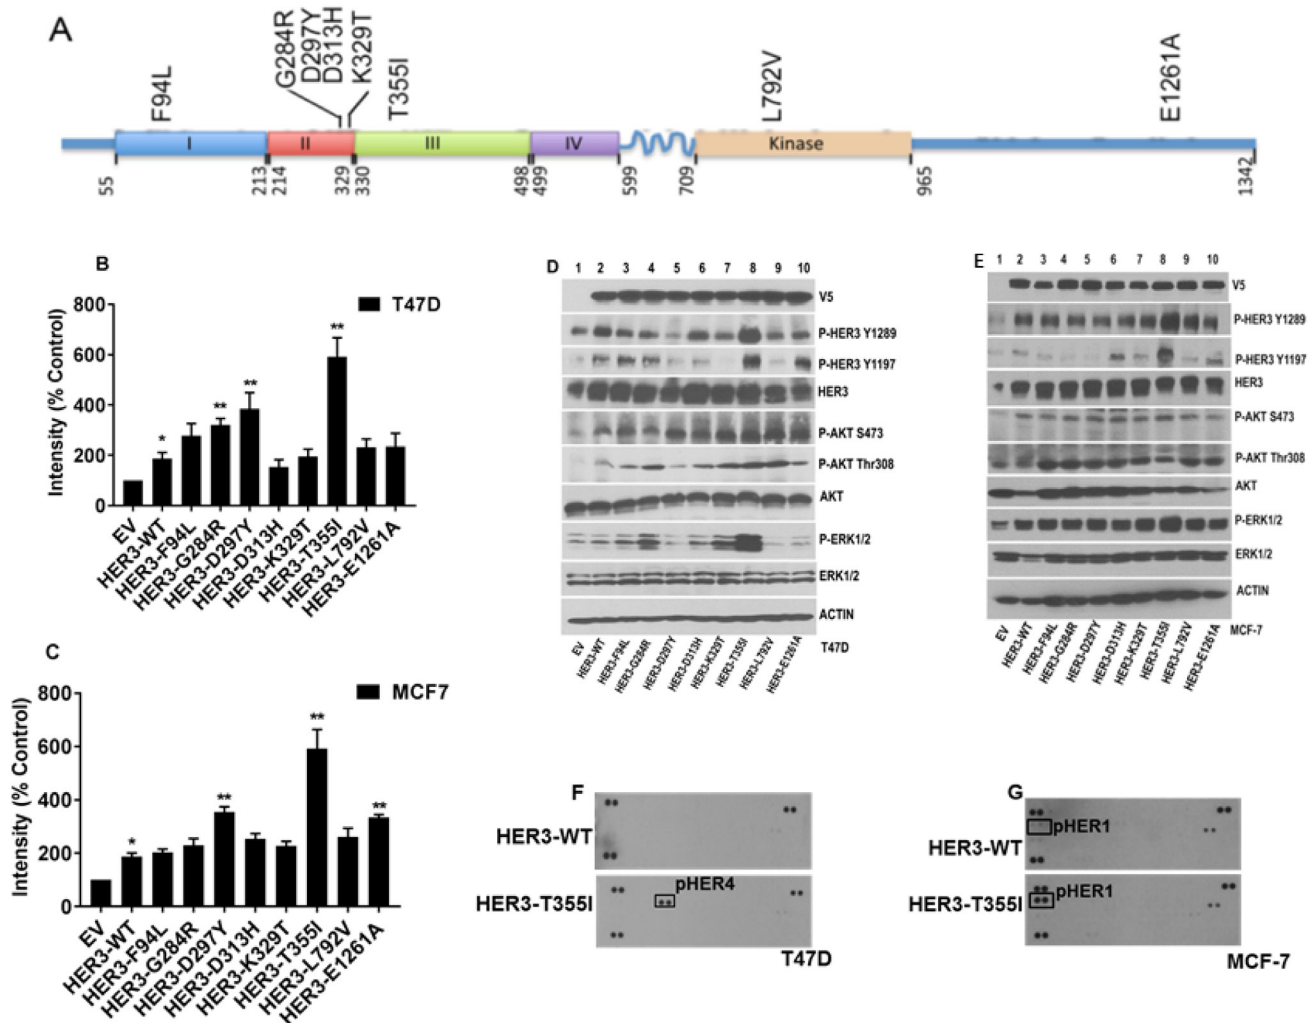 A
F94L
G284R
D297Y
D313H
K329T
T355I
L792V
E1261A
I
II
III
IV
Kinase
55
213
214
329
330
498
499
599
709
965
1342
B
T47D
Intensity (% Control)
800
600
400
200
0
*
**
**
**
EV
HER3-WT
HER3-F94L
HER3-G284R
HER3-D297Y
HER3-D313H
HER3-K329T
HER3-T355I
HER3-L792V
HER3-E1261A
C
MCF7
Intensity (% Control)
800
600
400
200
0
*
**
**
**
EV
HER3-WT
HER3-F94L
HER3-G284R
HER3-D297Y
HER3-D313H
HER3-K329T
HER3-T355I
HER3-L792V
HER3-E1261A
D
1 2 3 4 5 6 7 8 9 10
V5
P-HER3 Y1289
P-HER3 Y1197
HER3
P-AKT S473
P-AKT Thr308
AKT
P-ERK1/2
ERK1/2
ACTIN
EV
HER3-WT
HER3-F94L
HER3-G284R
HER3-D297Y
HER3-D313H
HER3-K329T
HER3-T355I
HER3-L792V
HER3-E1261A
T47D
E
1 2 3 4 5 6 7 8 9 10
V5
P-HER3 Y1289
P-HER3 Y1197
HER3
P-AKT S473
P-AKT Thr308
AKT
P-ERK1/2
ERK1/2
ACTIN
EV
HER3-WT
HER3-F94L
HER3-G284R
HER3-D297Y
HER3-D313H
HER3-K329T
HER3-T355I
HER3-L792V
HER3-E1261A
MCF-7
F
HER3-WT
pHER4
HER3-T355I
T47D
G
pHER1
HER3-WT
pHER1
HER3-T355I
MCF-7